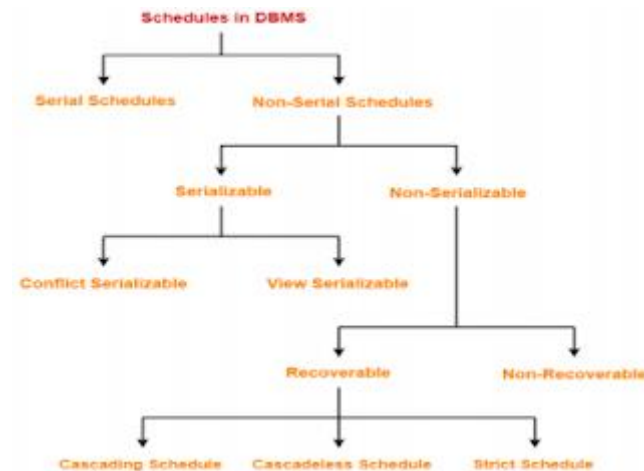 Schedules in DBMS
Serial Schedules
Non-Serial Schedules
Serializable
Non-Serializable
Conflict Serializable
View Serializable
Recoverable
Non-Recoverable
Cascading Schedule
Cascadeless Schedule
Strict Schedule